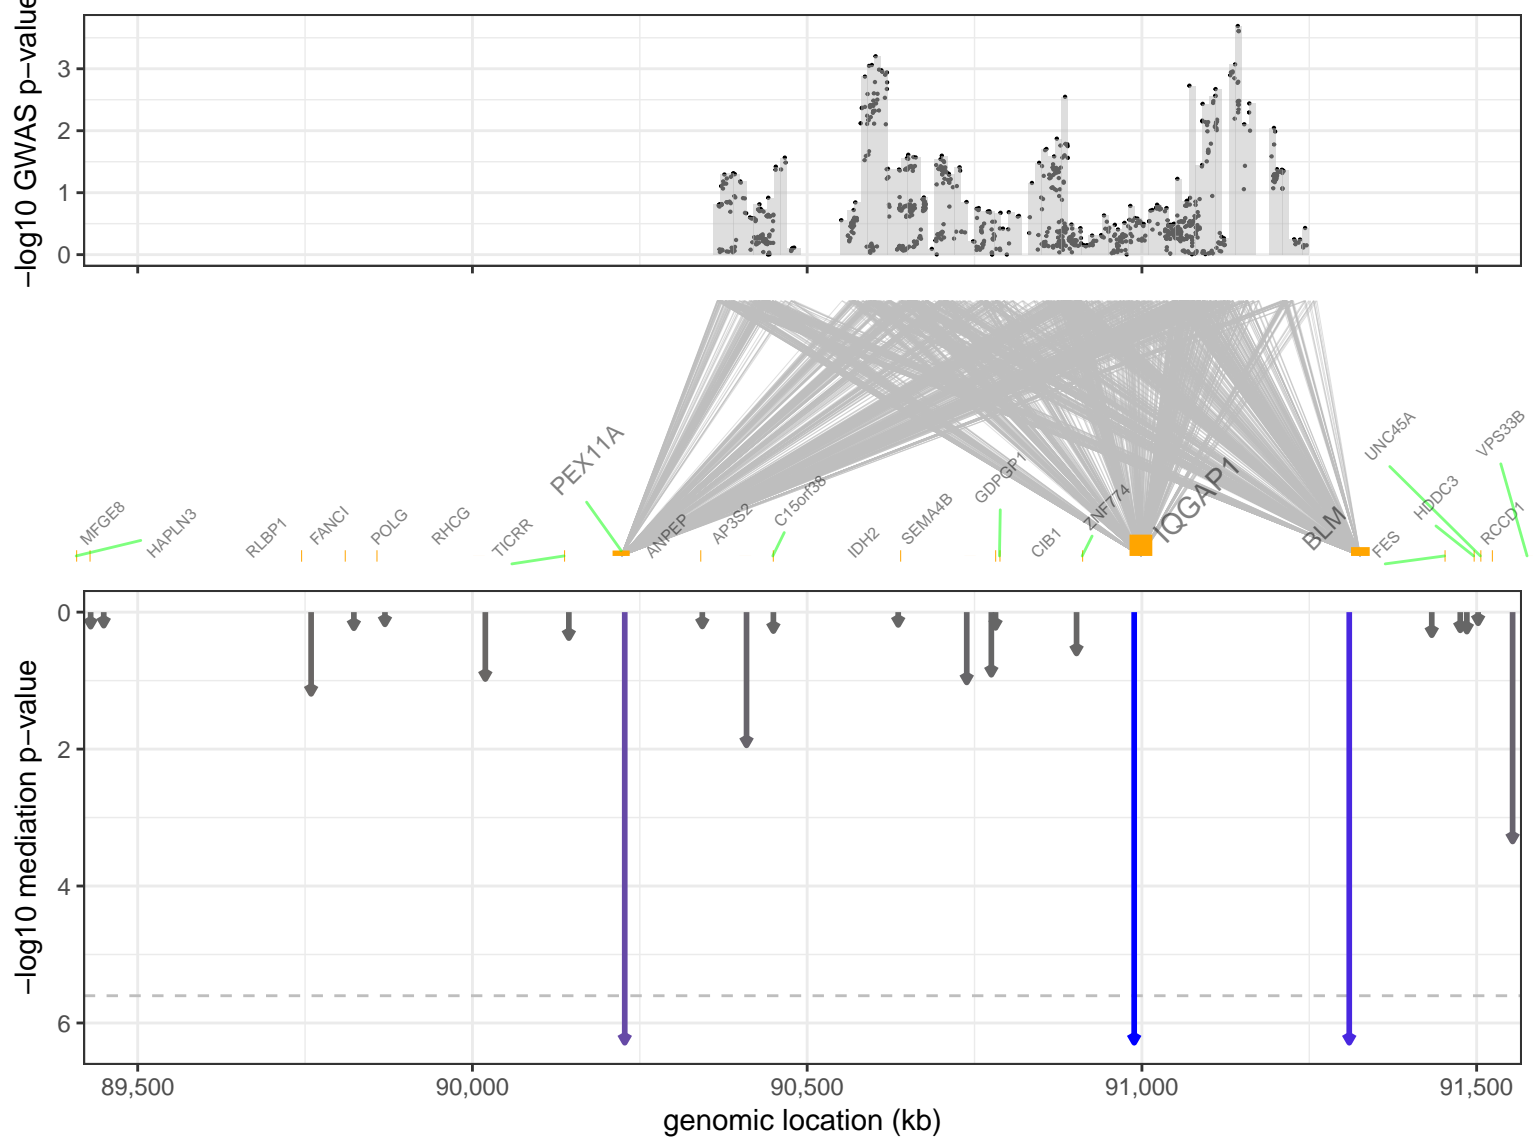 −log10 GWAS p−value
3
2
1
0
PEX11A
UNC45A
VPS33B
MFGE8
HAPLN3
RLBP1
FANCI
POLG
RHCG
TICRR
ANPEP
AP3S2
C15orf38
IDH2
SEMA4B
GDPGP1
CIB1
ZNF774
IQGAP1
BLM
FES
HDDC3
RCCD1
−log10 mediation p−value
0
2
4
6
89,500
90,000
90,500
91,000
91,500
genomic location (kb)